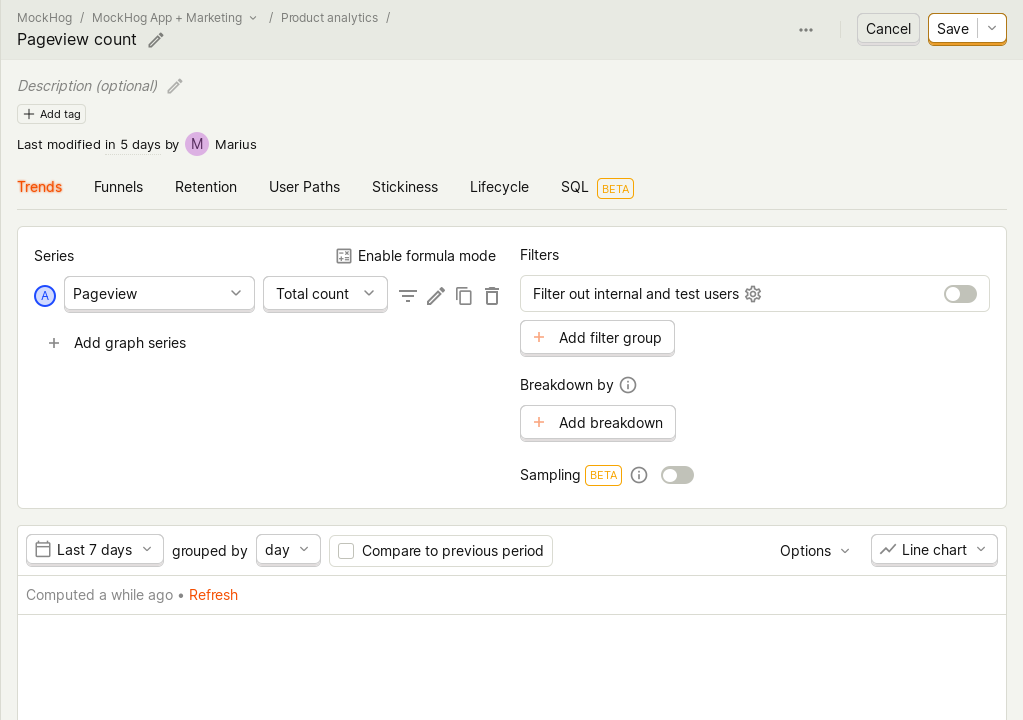 MockHog / MockHog App + Marketing / Product analytics /
Pageview count
Cancel
Save
Description (optional)
Add tag
Last modified in 5 days by M Marius
Trends Funnels Retention User Paths Stickiness Lifecycle SQL BETA
Series
Enable formula mode
A Pageview Total count
Add graph series
Filters
Filter out internal and test users
Add filter group
Breakdown by
Add breakdown
Sampling BETA
Last 7 days grouped by day Compare to previous period Options Line chart
Computed a while ago • Refresh